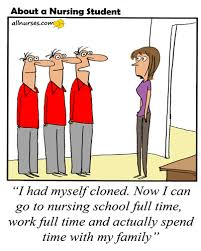 About a Nursing Student
allnurses.com
"I had myself cloned. Now I can
go to nursing school full time,
work full time and actually spend
time with my family"